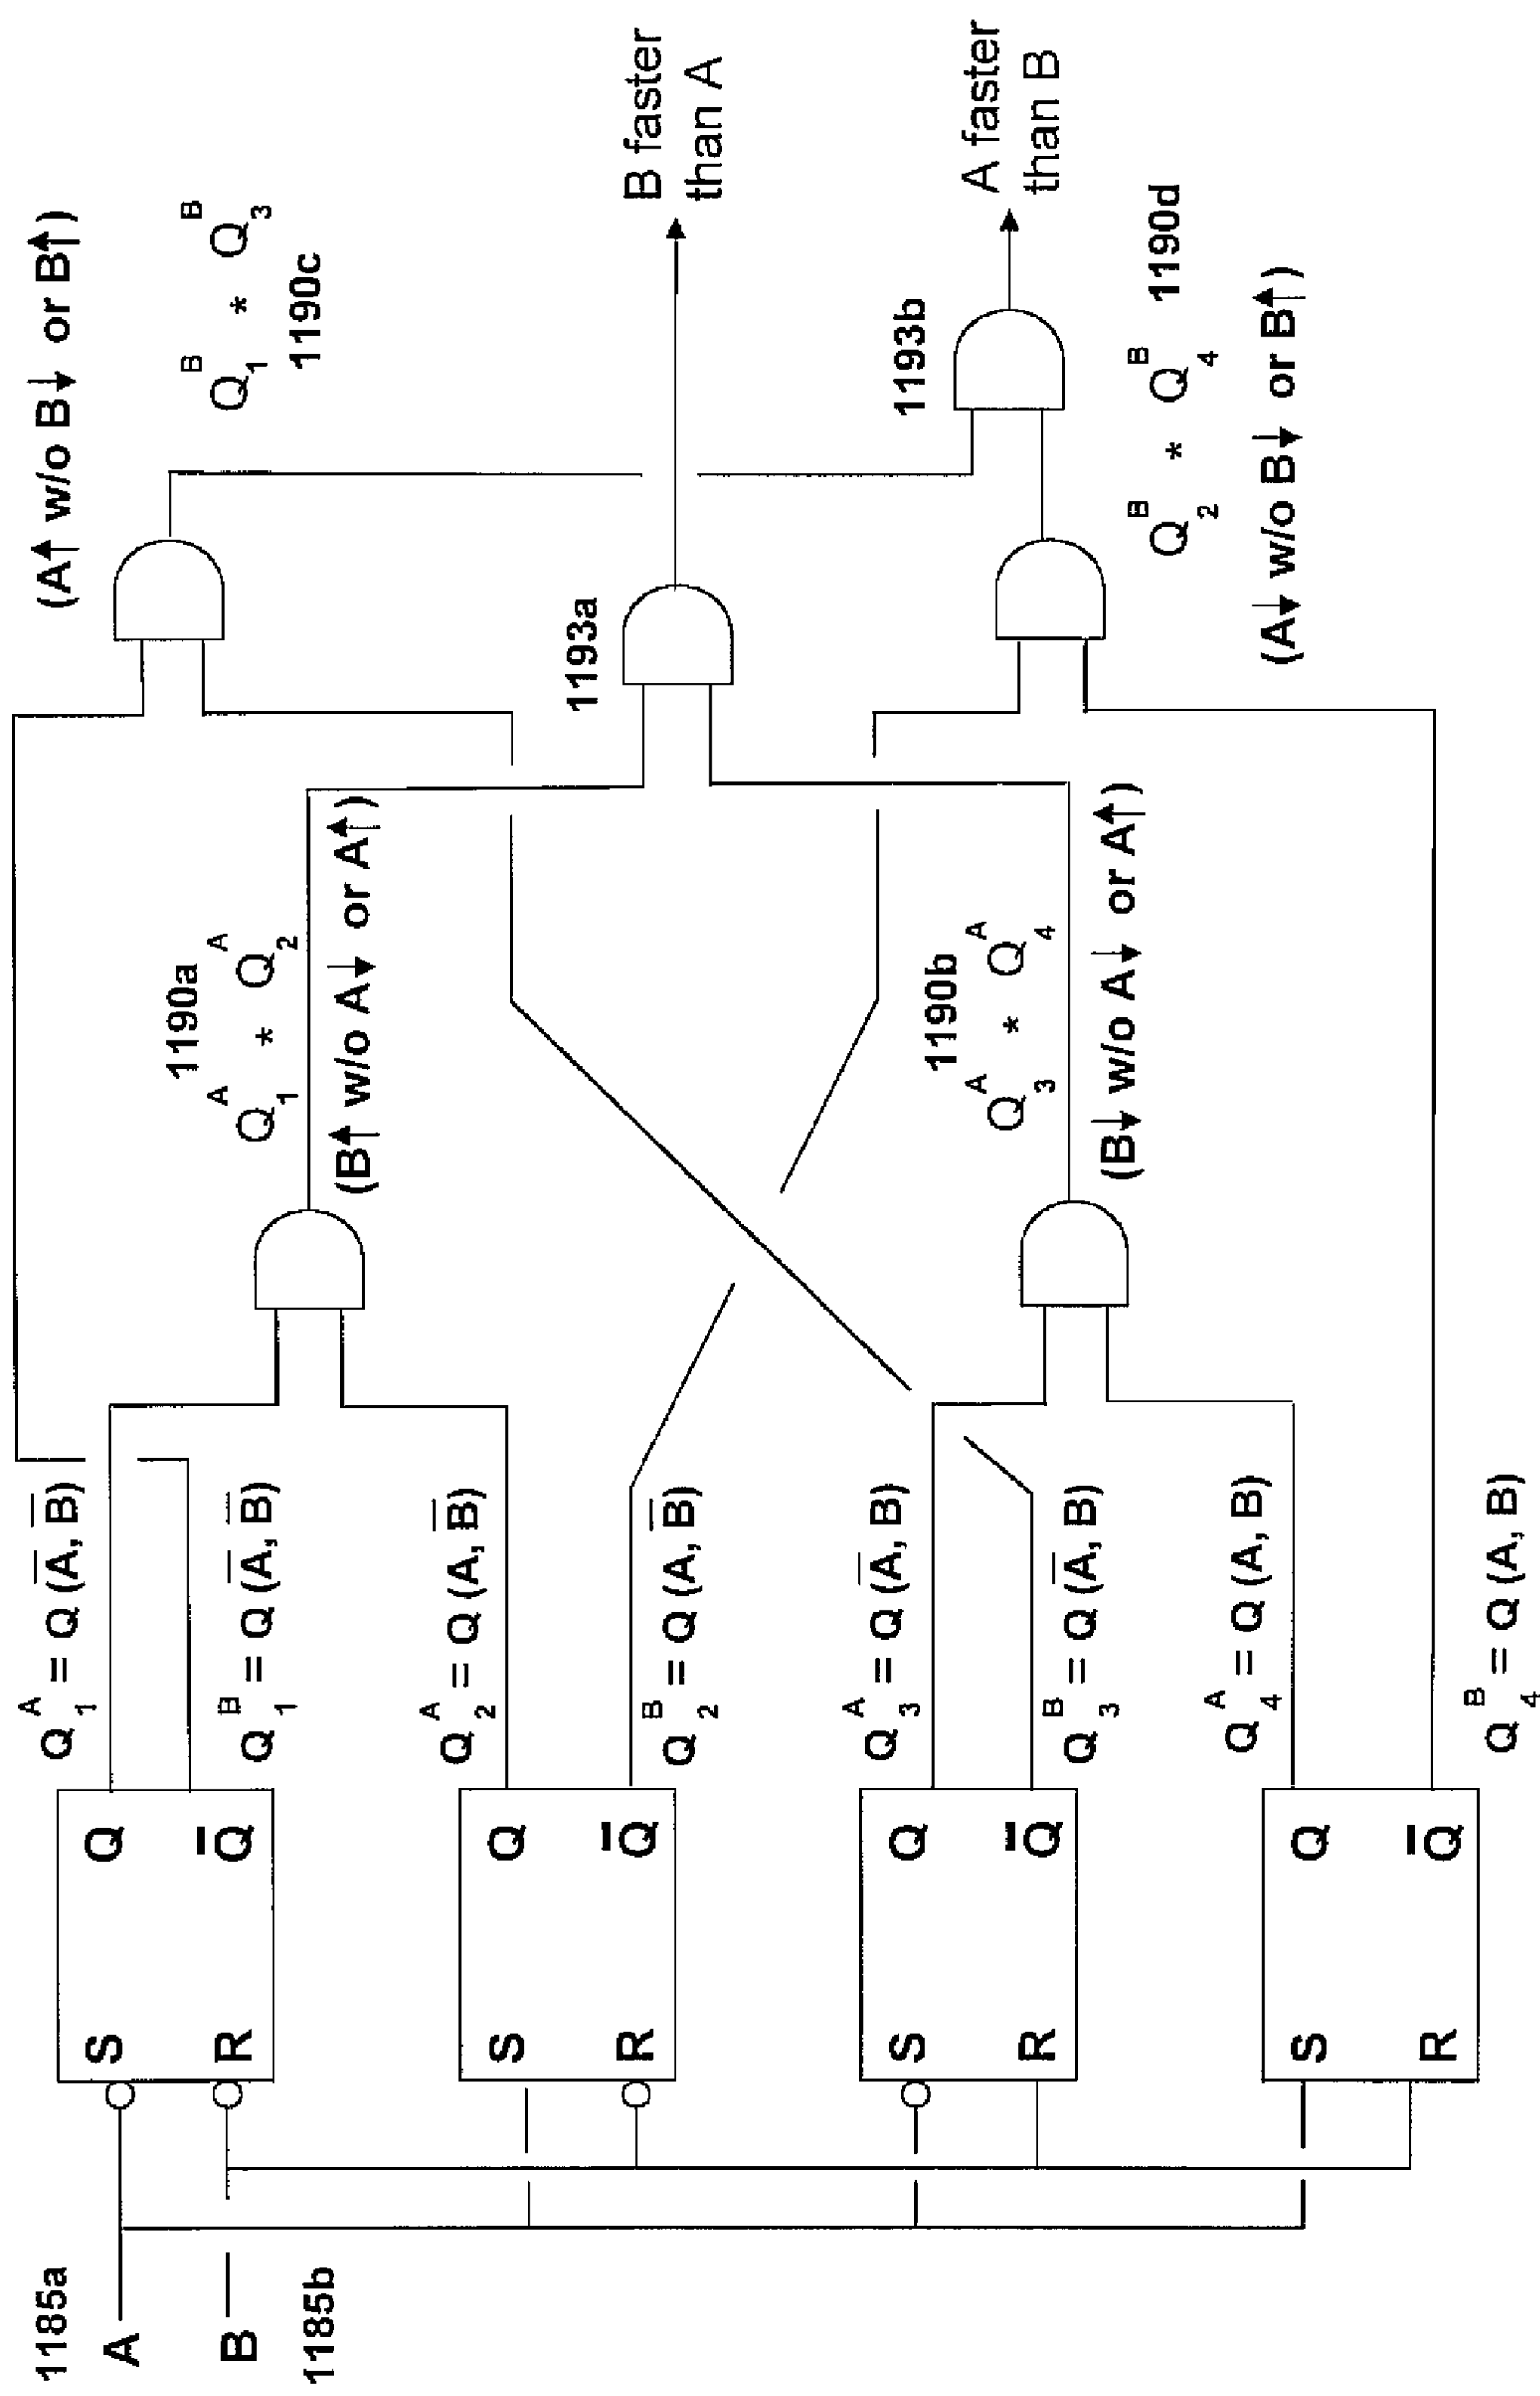 1185a
A
B
1185b
S Q
R Q̅
Q₁ᴬ = Q (A̅, B̅)
Q₁ᴮ = Q (A̅, B̅)
S Q
R Q̅
Q₂ᴬ = Q (A, B̅)
Q₂ᴮ = Q (A, B̅)
S Q
R Q̅
Q₃ᴬ = Q (A̅, B)
Q₃ᴮ = Q (A̅, B)
S Q
R Q̅
Q₄ᴬ = Q (A, B)
Q₄ᴮ = Q (A, B)
1190a
Q₁ᴬ * Q₂ᴬ
(B↑ w/o A↓ or A↑)
1190b
Q₃ᴬ * Q₄ᴬ
(B↓ w/o A↓ or A↑)
(A↑ w/o B↓ or B↑)
Q₁ᴮ * Q₃ᴮ
1190c
1193a
B faster
than A
1193b
A faster
than B
Q₂ᴮ * Q₄ᴮ 1190d
(A↓ w/o B↓ or B↑)